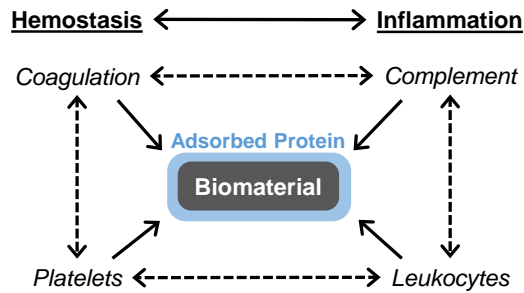 Hemostasis
Inflammation
Coagulation
Complement
Adsorbed Protein
Biomaterial
Platelets
Leukocytes